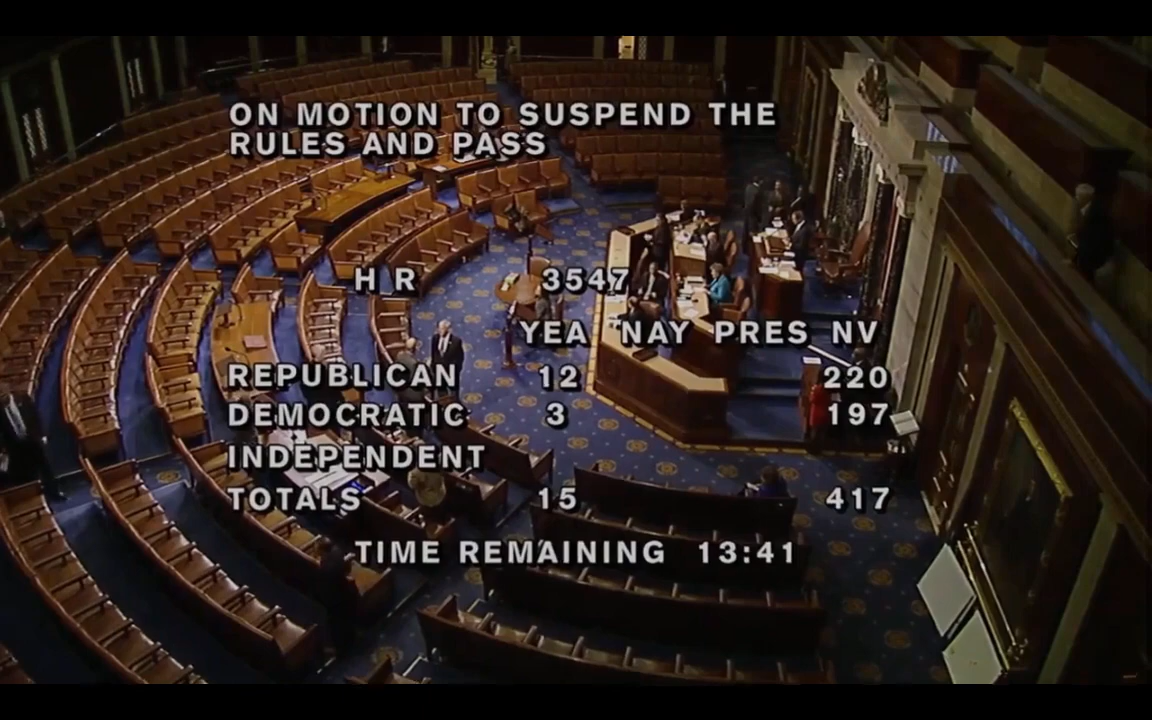 ON MOTION TO SUSPEND THE
RULES AND PASS
H R 3547
YEA NAY PRES NV
REPUBLICAN 12 220
DEMOCRATIC 3 197
INDEPENDENT
TOTALS 15 417
TIME REMAINING 13:41